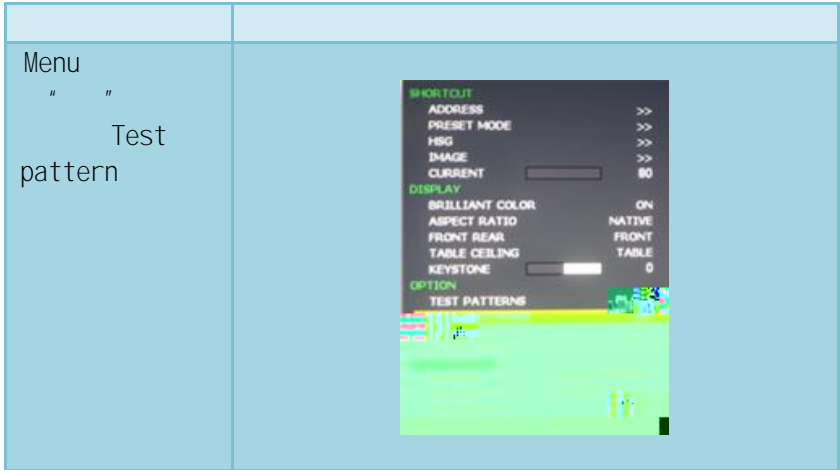 Menu
“ ”
Test
pattern
SHORTCUT
ADDRESS >>
PRESET MODE >>
HSG >>
IMAGE >>
CURRENT 80
DISPLAY
BRILLIANT COLOR ON
ASPECT RATIO NATIVE
FRONT REAR FRONT
TABLE CEILING TABLE
KEYSTONE 0
OPTION
TEST PATTERNS